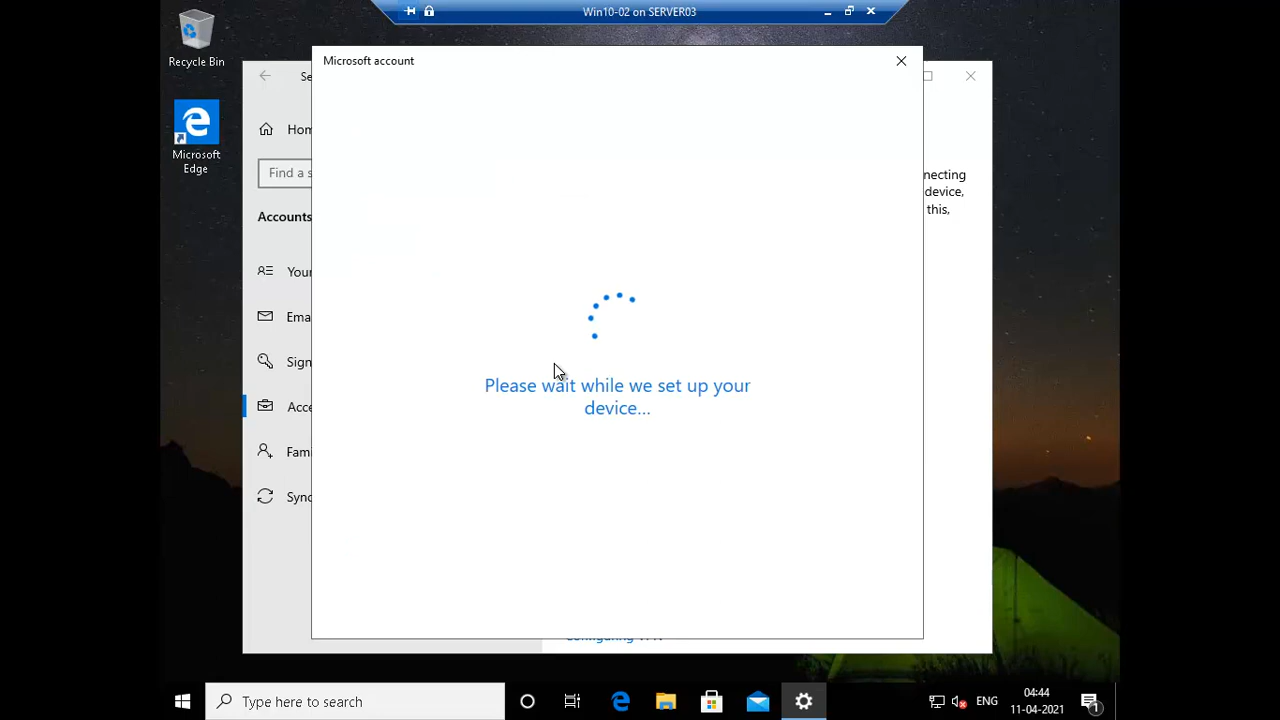 Win10-02 on SERVER03
Recycle Bin
Microsoft
Edge
Microsoft account
Se
Hom
Find a s
Accounts
Your
Ema
Sign
Acce
Fami
Sync
necting
device,
this,
Please wait while we set up your
device...
Type here to search
ENG
04:44
11-04-2021
1